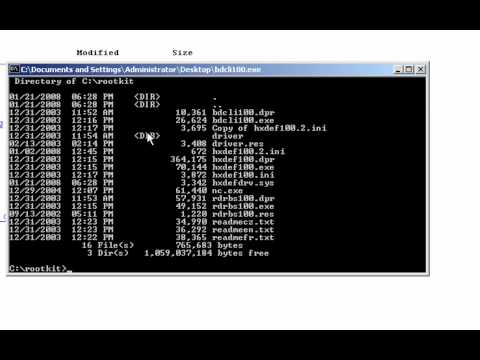 Modified Size
C:\Documents and Settings\Administrator\Desktop\bdcli100.exe
Directory of C:\rootkit
01/21/2008 06:28 PM <DIR> .
01/21/2008 06:28 PM <DIR> ..
12/31/2003 11:52 AM 10,361 bdcli100.dpr
12/31/2003 12:16 PM 26,624 bdcli100.exe
12/31/2003 12:17 PM 3,695 Copy of hxdef100.2.ini
12/31/2003 11:54 AM <DIR> driver
02/13/2003 02:14 PM 3,408 driver.res
01/02/2008 12:45 PM 672 hxdef100.2.ini
12/31/2003 12:15 PM 364,175 hxdef100.dpr
12/31/2003 12:16 PM 70,144 hxdef100.exe
12/31/2003 12:17 PM 3,872 hxdef100.ini
01/21/2008 06:28 PM 3,342 hxdefdrv.sys
12/29/2004 12:07 PM 61,440 nc.exe
12/31/2003 11:53 AM 57,931 rdrbs100.dpr
12/31/2003 12:15 PM 49,152 rdrbs100.exe
09/13/2002 05:11 PM 1,220 rdrbs100.res
12/31/2003 12:23 PM 34,990 readmecz.txt
12/31/2003 12:23 PM 36,292 readmeen.txt
12/31/2003 12:22 PM 38,365 readmefr.txt
16 File(s) 765,683 bytes
3 Dir(s) 1,059,037,184 bytes free
C:\rootkit>_